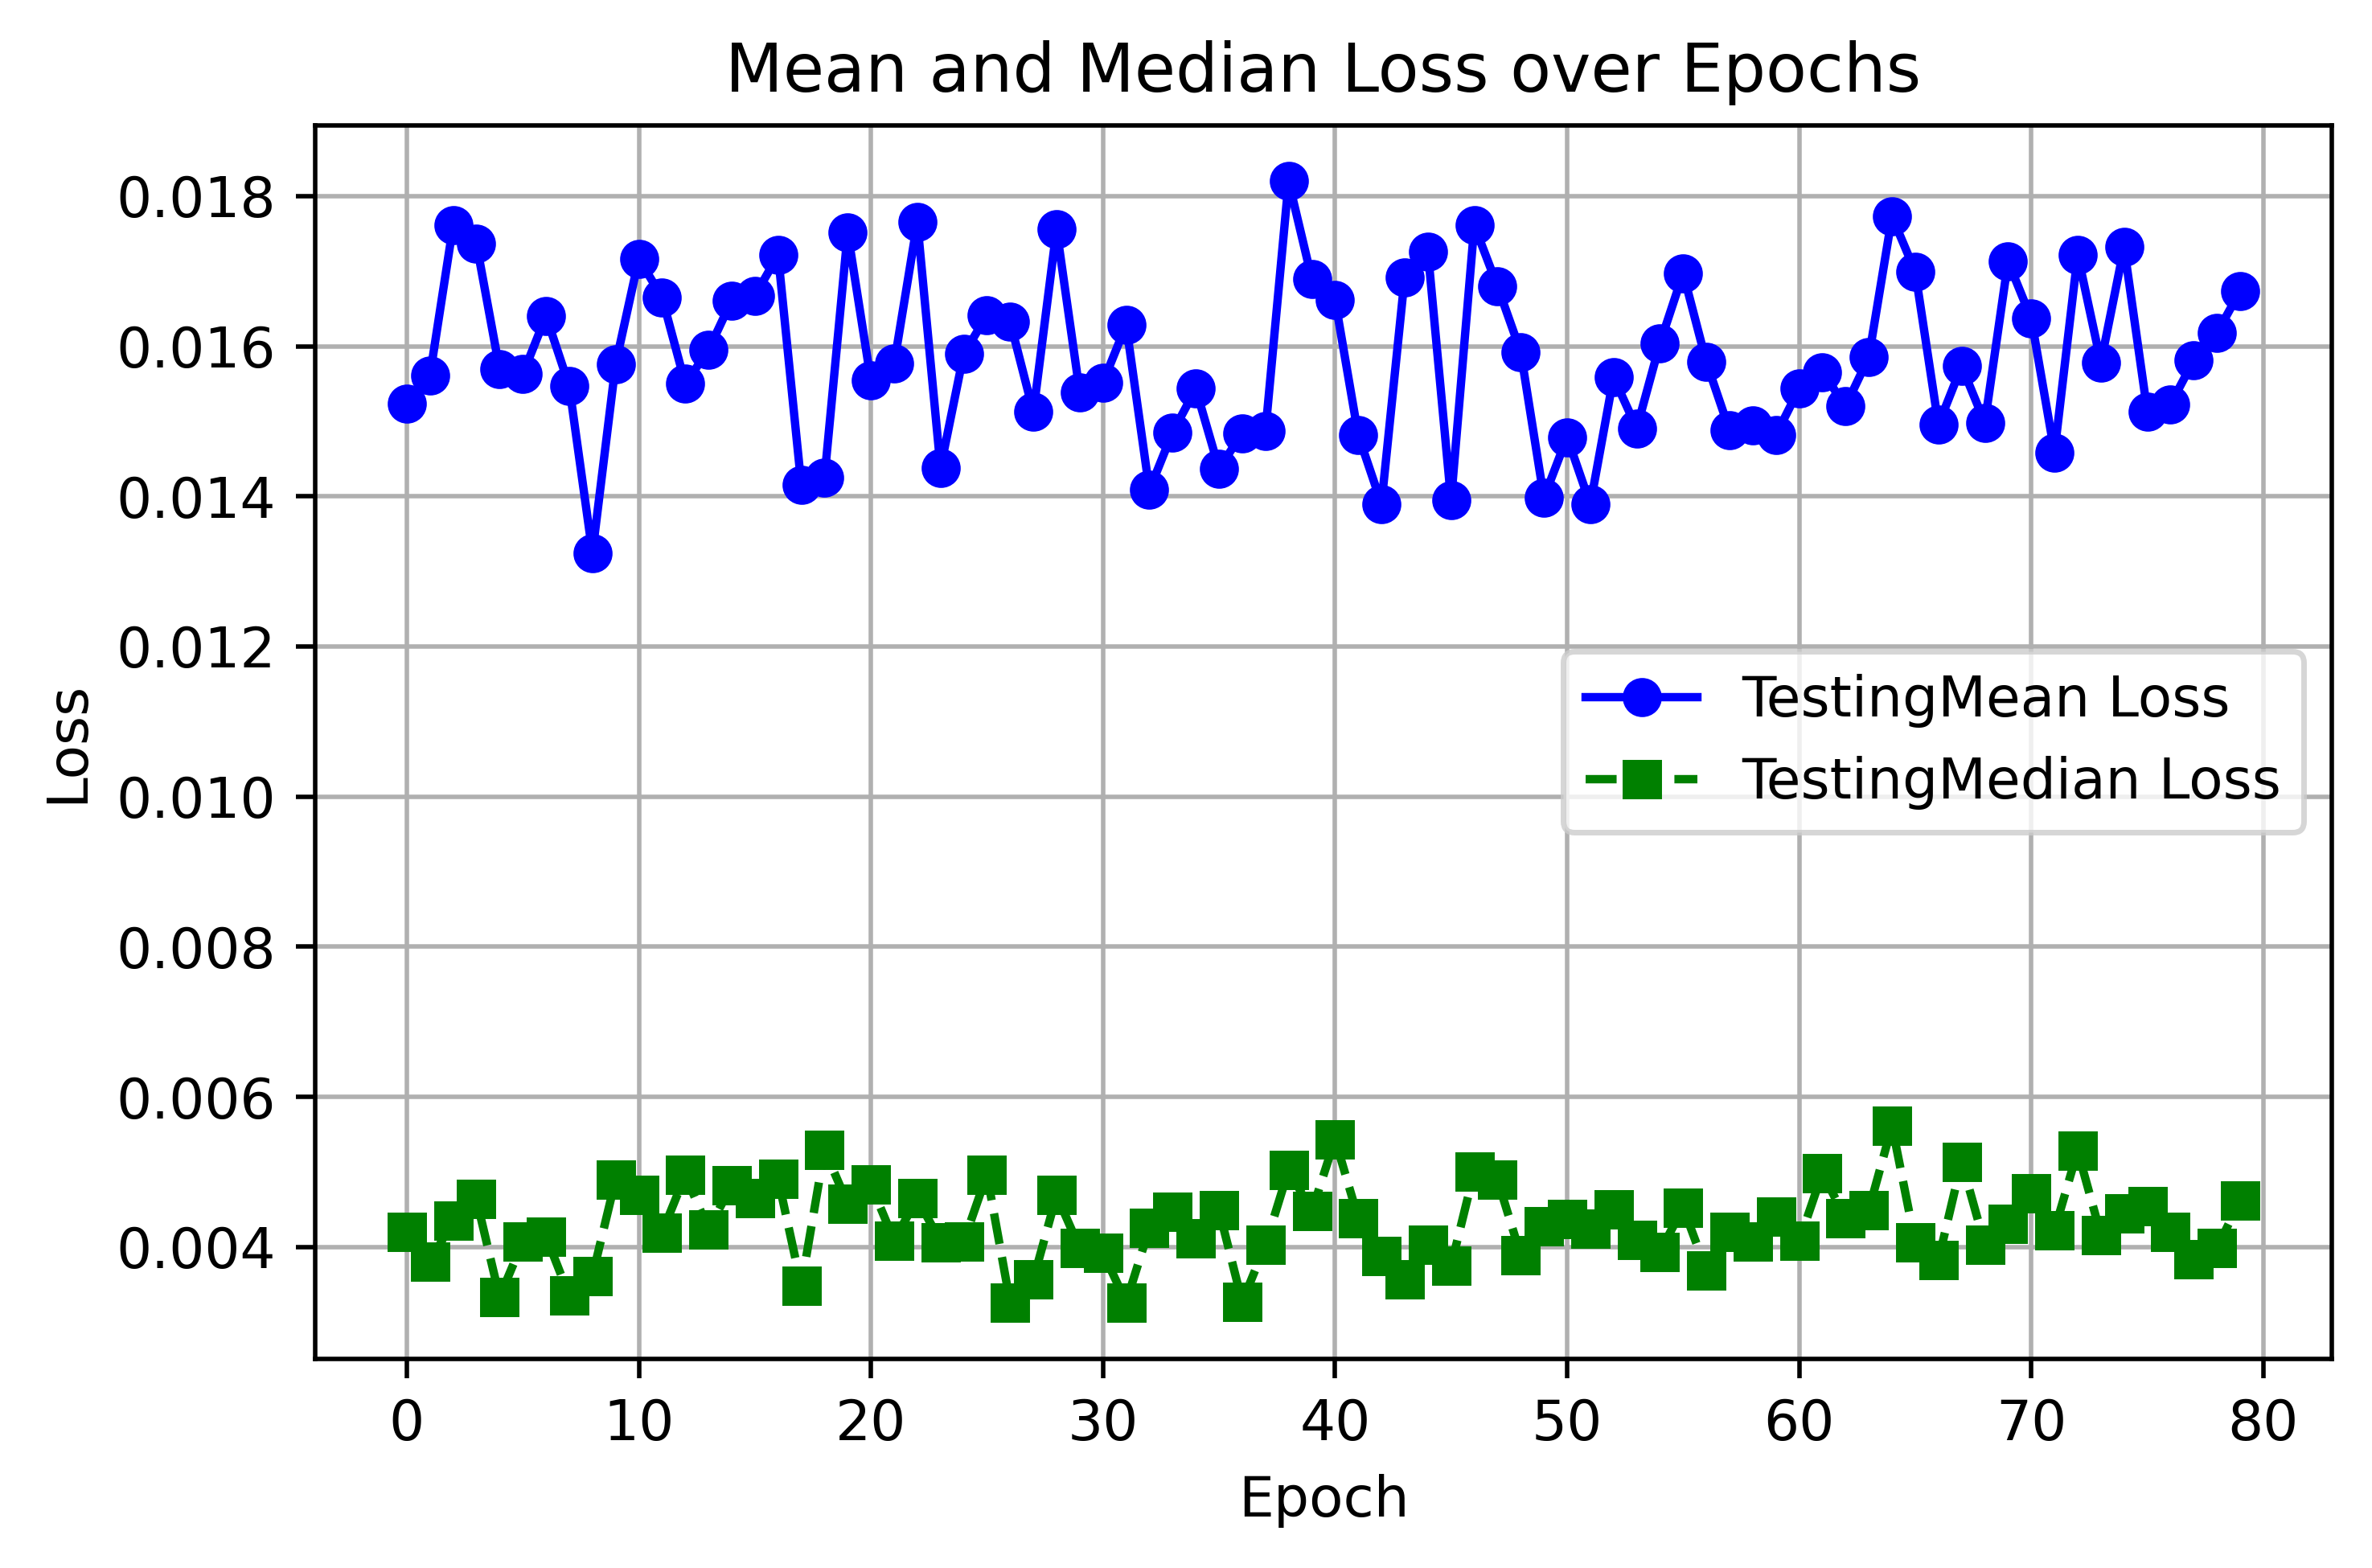 Mean and Median Loss over Epochs
Loss
0.018
0.016
0.014
0.012
0.010
0.008
0.006
0.004
TestingMean Loss
TestingMedian Loss
0 10 20 30 40 50 60 70 80
Epoch